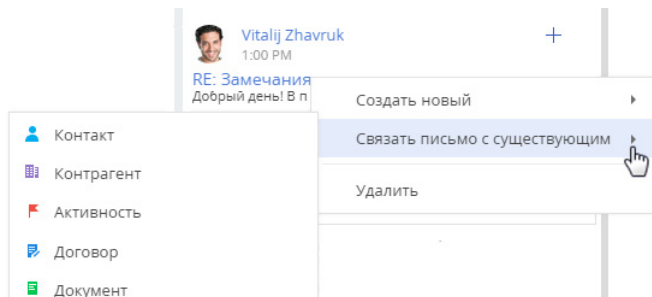 Vitalij Zhavruk
1:00 PM
RE: Замечания
Добрый день! В п
Создать новый
Связать письмо с существующим
Удалить
Контакт
Контрагент
Активность
Договор
Документ